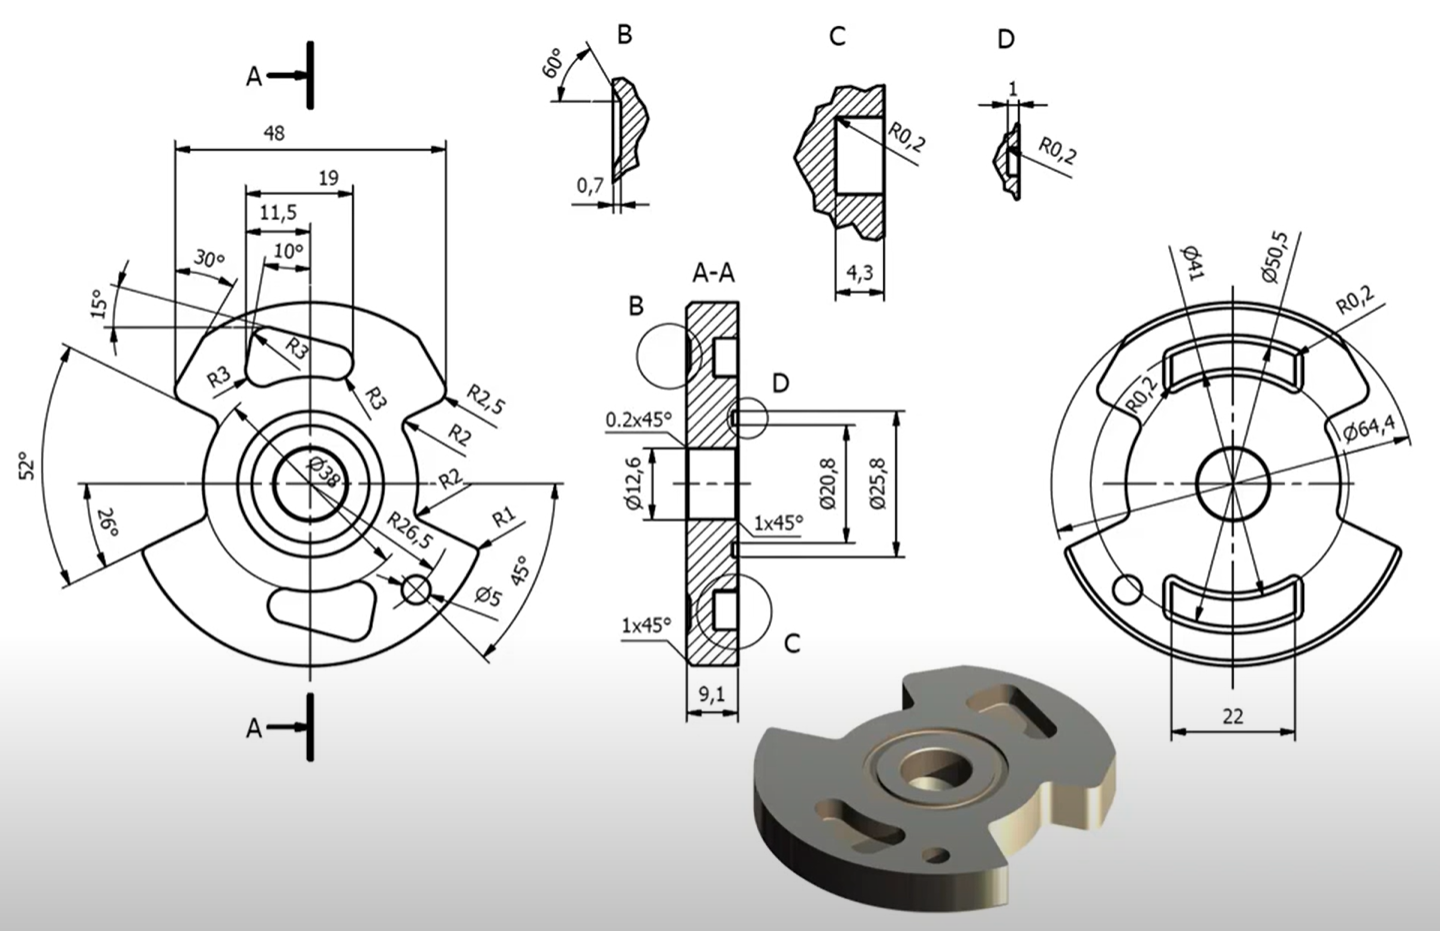 B
C
D
A
60°
1
48
R0,2
R0,2
19
0,7
11,5
30°
10°
4,3
Ø41
Ø50,5
15°
A-A
B
R0,2
R3
R3
R3
D
R2,5
R0,2
0.2x45°
R2
Ø64,4
52°
Ø38
Ø12,6
Ø20,8
Ø25,8
R2
26°
R26,5
R1
1x45°
45°
Ø5
1x45°
C
9,1
22
A